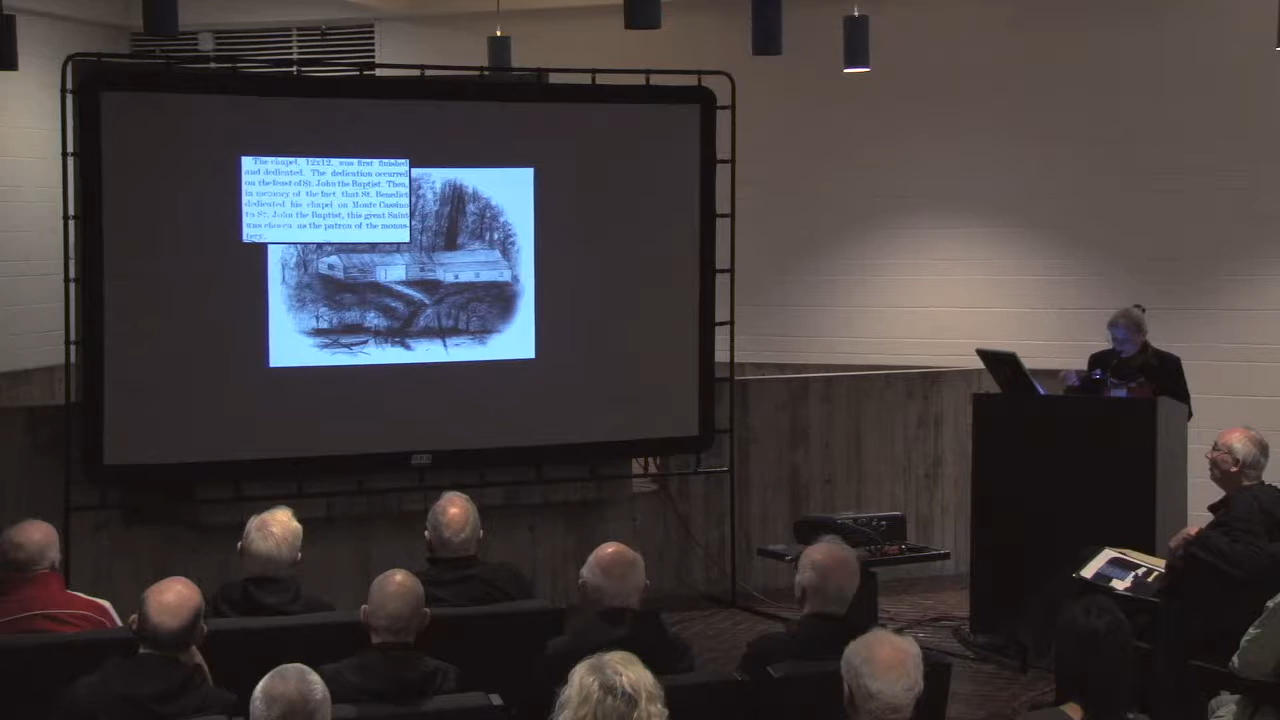 The chapel, 12x12, was first finished
and dedicated. The dedication occurred
on the feast of St. John the Baptist. Then,
in memory of the fact, that St. Benedict
dedicated his chapel on Monte Cassino
to St. John the Baptist, this great Saint
was chosen as the patron of the monas-
tery.